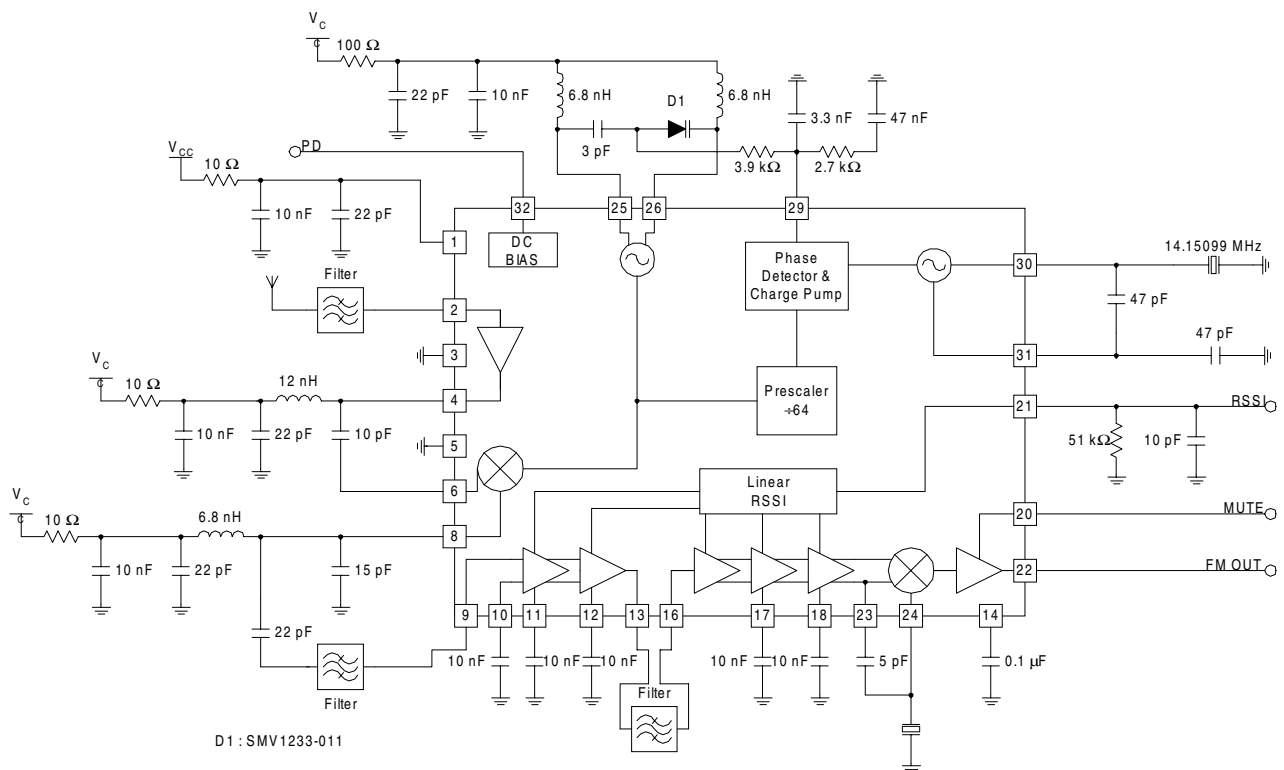 V C
C
100 Ω
22 pF
10 nF
6.8 nH
D1
6.8 nH
3 pF
3.3 nF
47 nF
3.9 kΩ
2.7 kΩ
PD
VCC
10 Ω
10 nF
22 pF
32
25
26
29
1
DC
BIAS
Phase
Detector &
Charge Pump
30
14.15099 MHz
47 pF
Filter
2
3
31
47 pF
V C
C
10 Ω
12 nH
4
10 nF
22 pF
10 pF
Prescaler
÷64
21
RSSI
51 kΩ
10 pF
5
6
Linear
RSSI
V C
C
10 Ω
6.8 nH
8
20
MUTE
10 nF
22 pF
15 pF
22
FM OUT
9
10
11
12
13
16
17
18
23
24
14
22 pF
Filter
10 nF
10 nF
10 nF
Filter
10 nF
10 nF
5 pF
0.1 µF
D1 : SMV1233-011